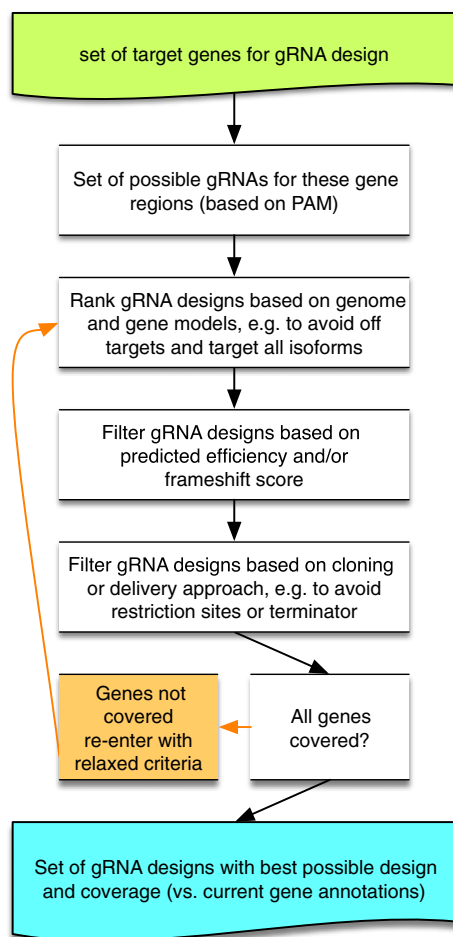 set of target genes for gRNA design
Set of possible gRNAs for these gene
regions (based on PAM)
Rank gRNA designs based on genome
and gene models, e.g. to avoid off
targets and target all isoforms
Filter gRNA designs based on
predicted efficiency and/or
frameshift score
Filter gRNA designs based on cloning
or delivery approach, e.g. to avoid
restriction sites or terminator
Genes not
covered
re-enter with
relaxed criteria
All genes
covered?
Set of gRNA designs with best possible design
and coverage (vs. current gene annotations)